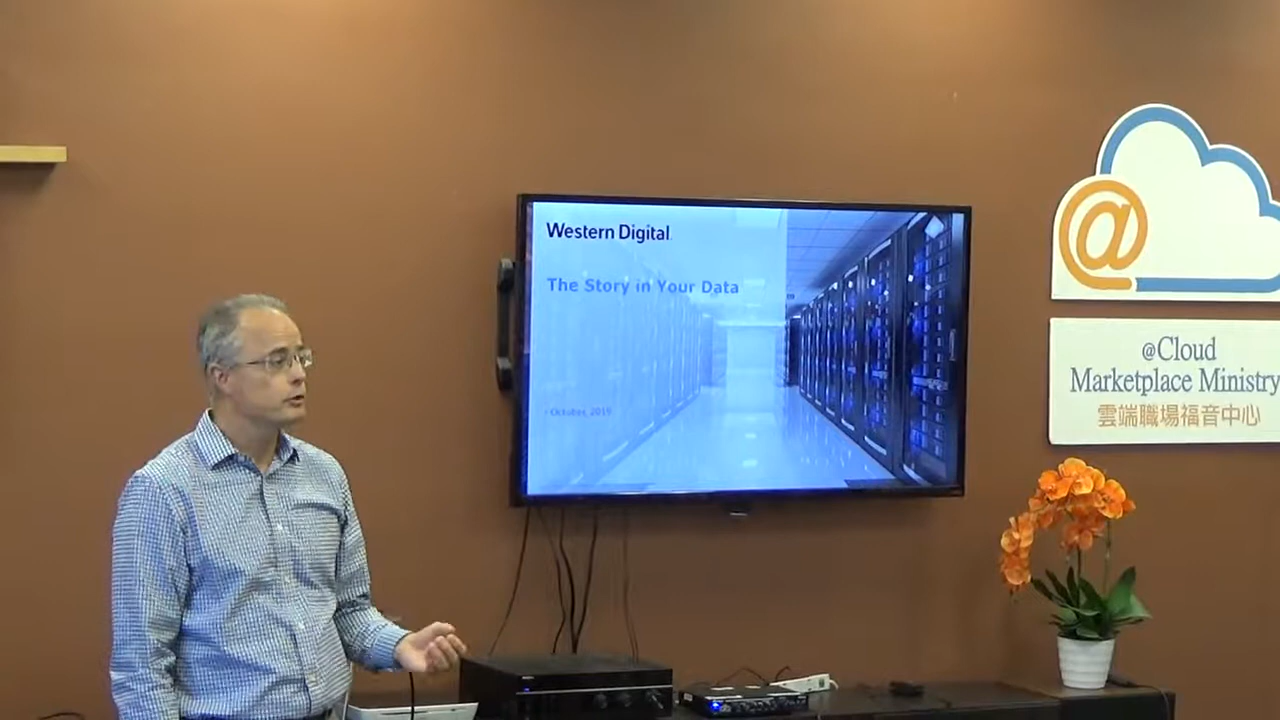 Western Digital
The Story in Your Data
October, 2019
@
@Cloud
Marketplace Ministry
雲端職場福音中心